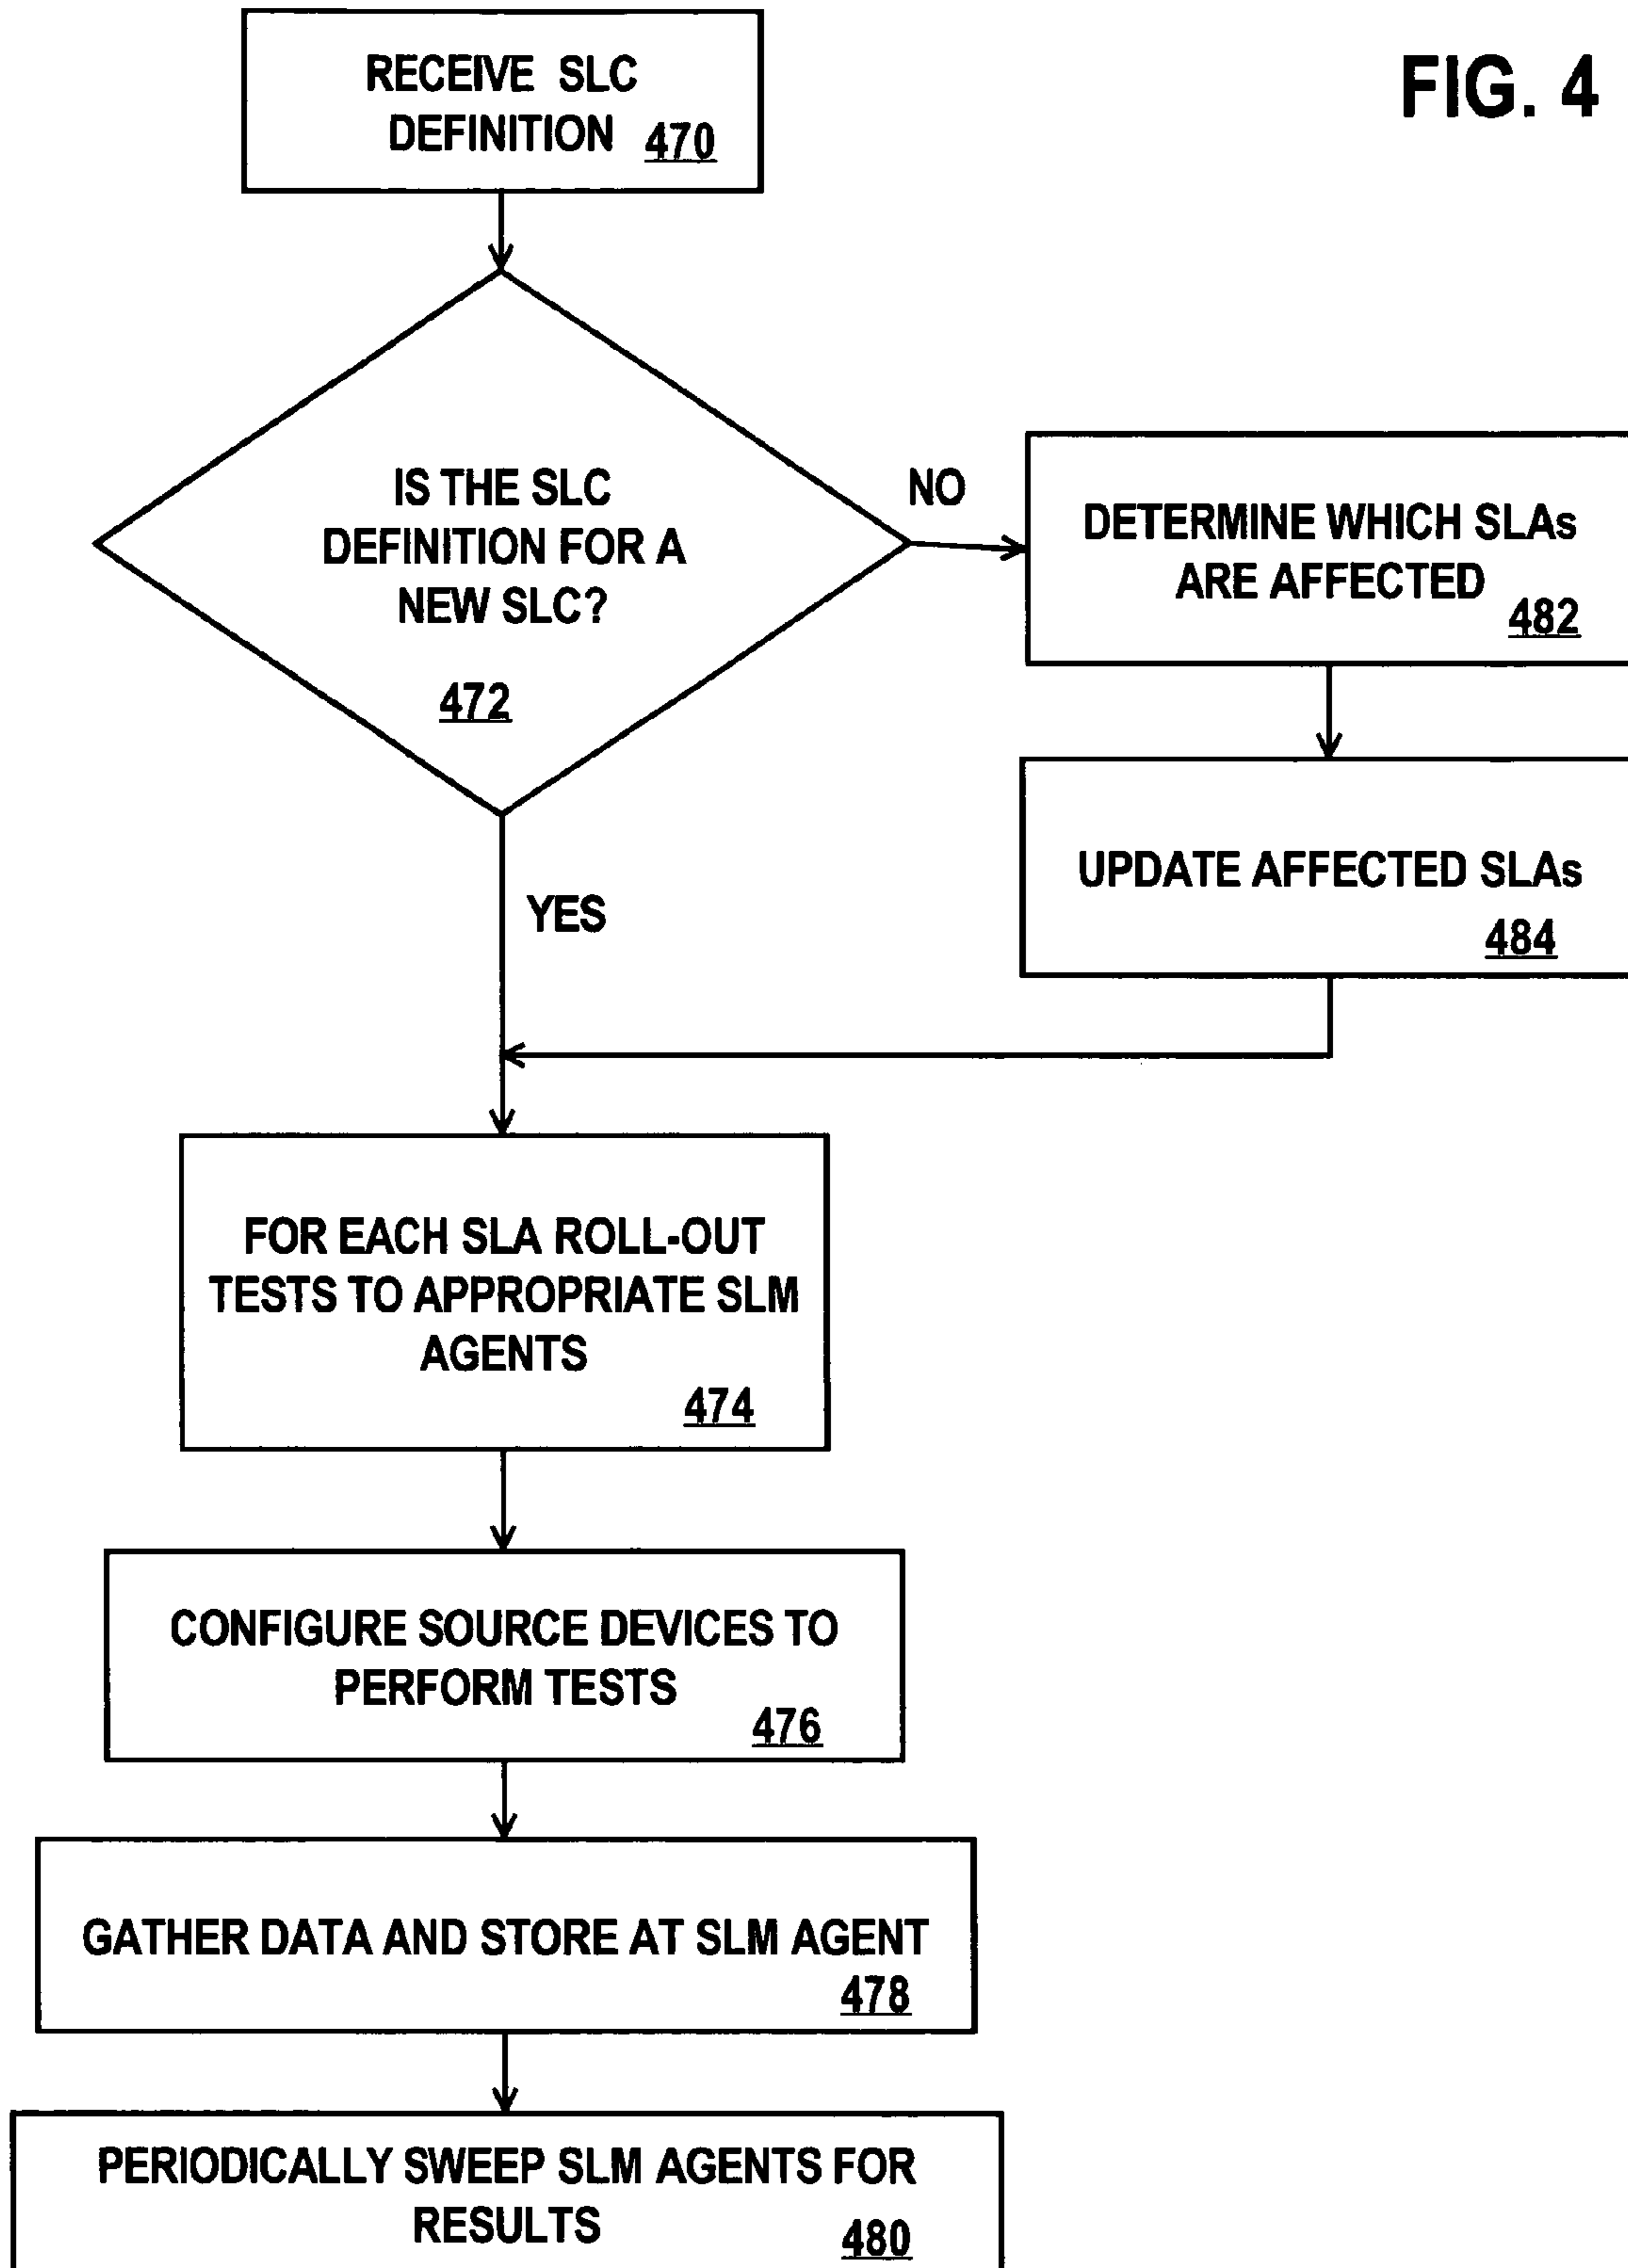 FIG. 4
RECEIVE SLC
DEFINITION 470
IS THE SLC
DEFINITION FOR A
NEW SLC?
472
NO
DETERMINE WHICH SLAs
ARE AFFECTED
482
UPDATE AFFECTED SLAs
484
YES
FOR EACH SLA ROLL-OUT
TESTS TO APPROPRIATE SLM
AGENTS
474
CONFIGURE SOURCE DEVICES TO
PERFORM TESTS
476
GATHER DATA AND STORE AT SLM AGENT
478
PERIODICALLY SWEEP SLM AGENTS FOR
RESULTS
480